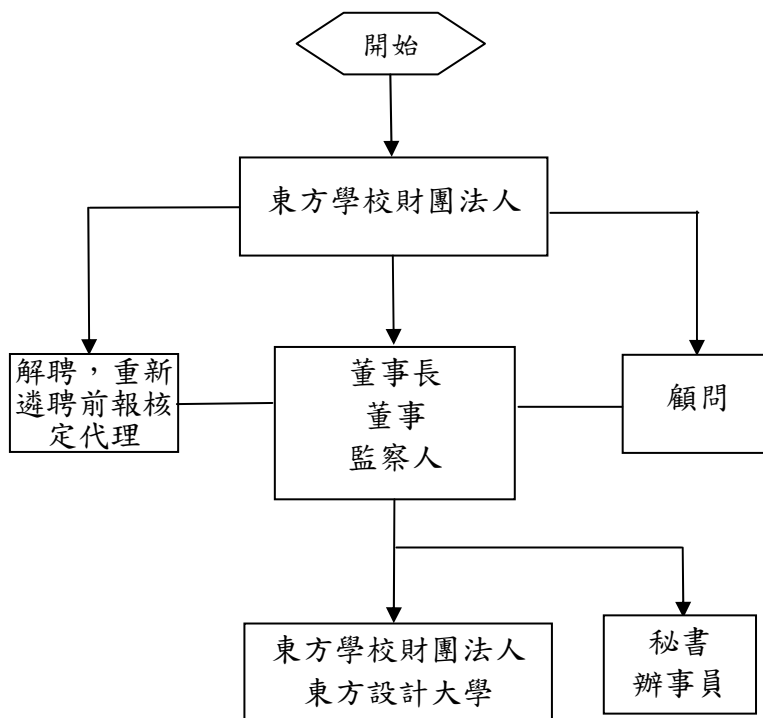 開始
東方學校財團法人
解聘，重新
遴聘前報核
定代理
董事長
董事
監察人
顧問
東方學校財團法人
東方設計大學
秘書
辦事員